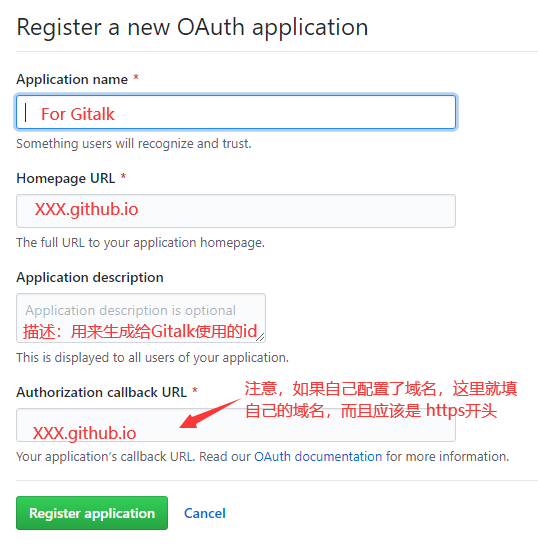 Register a new OAuth application
Application name *
For Gitalk
Something users will recognize and trust.
Homepage URL *
XXX.github.io
The full URL to your application homepage.
Application description
Application description is optional
描述：用来生成给Gitalk使用的id
This is displayed to all users of your application.
Authorization callback URL *
注意，如果自己配置了域名，这里就填
自己的域名，而且应该是 https开头
XXX.github.io
Your application's callback URL. Read our OAuth documentation for more information.
Register application Cancel